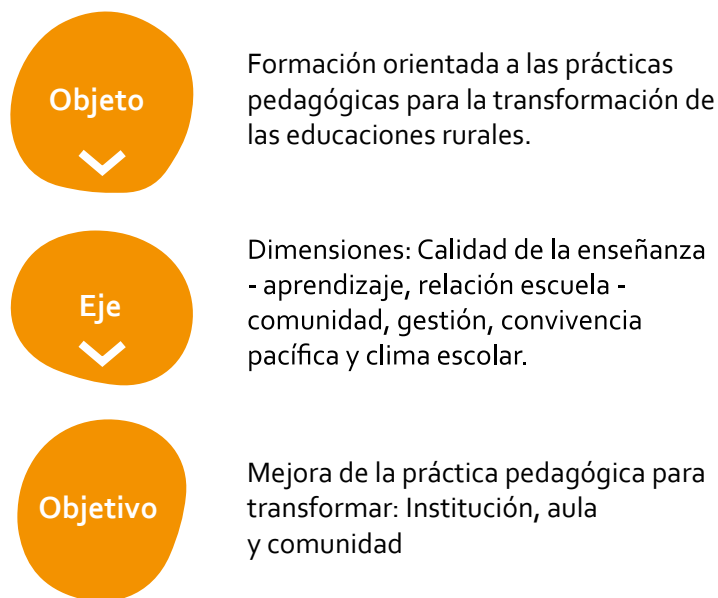 Objeto
Formación orientada a las prácticas
pedagógicas para la transformación de
las educaciones rurales.
Eje
Dimensiones: Calidad de la enseñanza
- aprendizaje, relación escuela -
comunidad, gestión, convivencia
pacífica y clima escolar.
Objetivo
Mejora de la práctica pedagógica para
transformar: Institución, aula
y comunidad